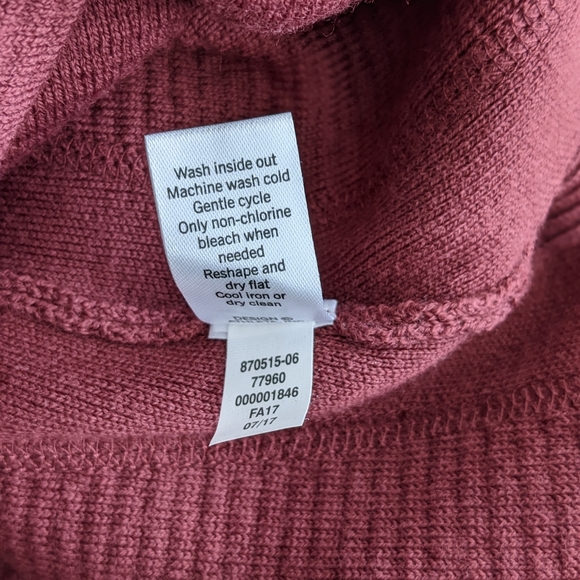 Wash inside out
Machine wash cold
Gentle cycle
Only non-chlorine
bleach when
needed
Reshape and
dry flat
Cool iron or
dry clean
DESIGN ©
870515-06
77960
000001846
FA17
07/17